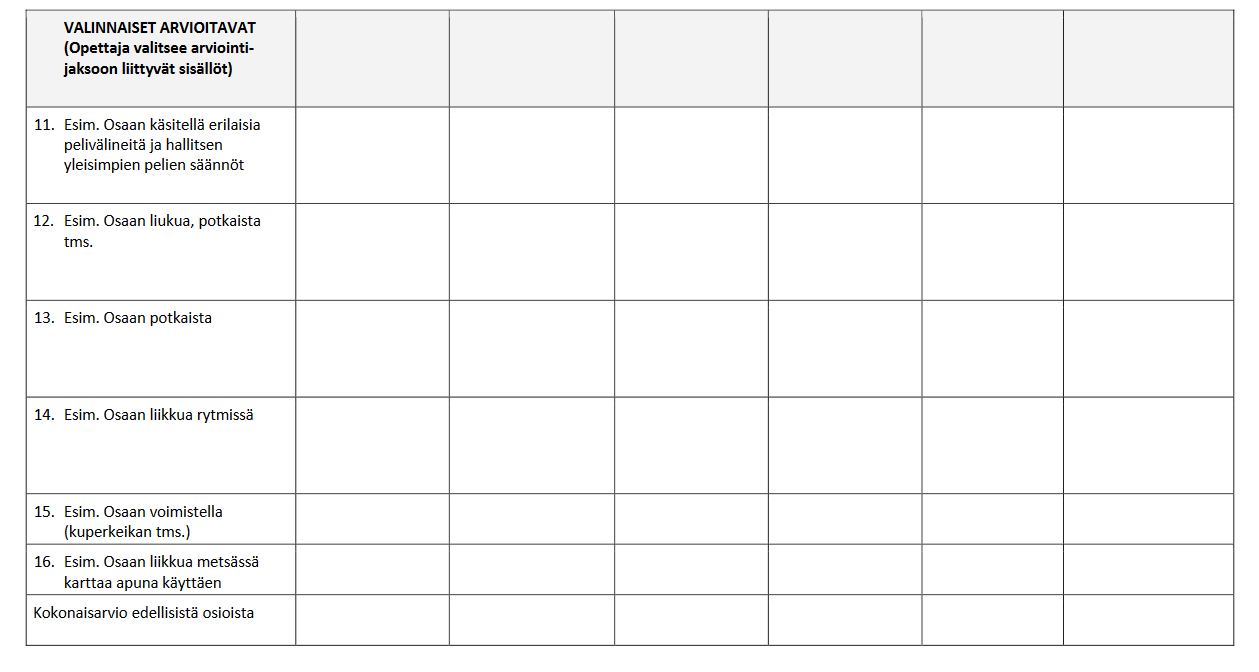 VALINNAISET ARVIOITAVAT
(Opettaja valitsee arviointi-
jaksoon liittyvät sisällöt)
11. Esim. Osaan käsitellä erilaisia
pelivälineitä ja hallitsen
yleisimpien pelien säännöt
12. Esim. Osaan liukua, potkaista
tms.
13. Esim. Osaan potkaista
14. Esim. Osaan liikkua rytmissä
15. Esim. Osaan voimistella
(kuperkeikan tms.)
16. Esim. Osaan liikkua metsässä
karttaa apuna käyttäen
Kokonaisarvio edellisistä osioista